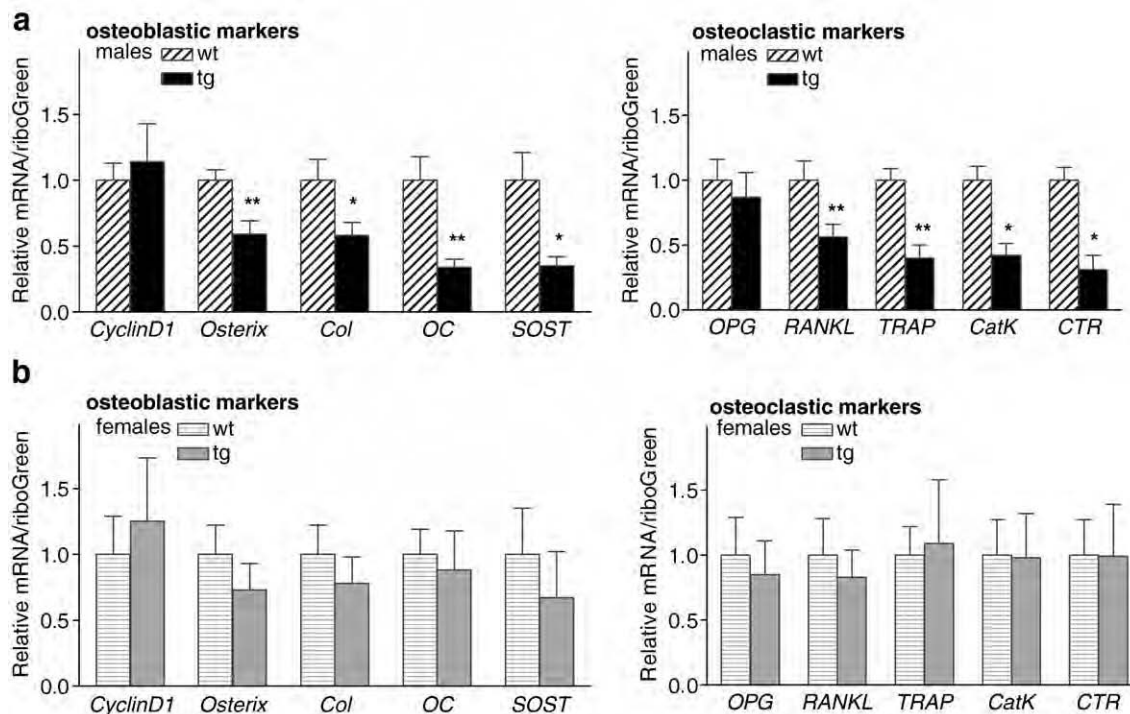 a
osteoblastic markers
males wt
tg
Relative mRNA/riboGreen
1.5
1.0
** * ** *
0.5
0.0
CyclinD1 Osterix Col OC SOST
osteoclastic markers
males wt
tg
Relative mRNA/riboGreen
1.5
1.0
** ** * *
0.5
0.0
OPG RANKL TRAP CatK CTR
b
osteoblastic markers
females wt
tg
Relative mRNA/riboGreen
1.5
1.0
0.5
0.0
CyclinD1 Osterix Col OC SOST
osteoclastic markers
females wt
tg
Relative mRNA/riboGreen
1.5
1.0
0.5
0.0
OPG RANKL TRAP CatK CTR